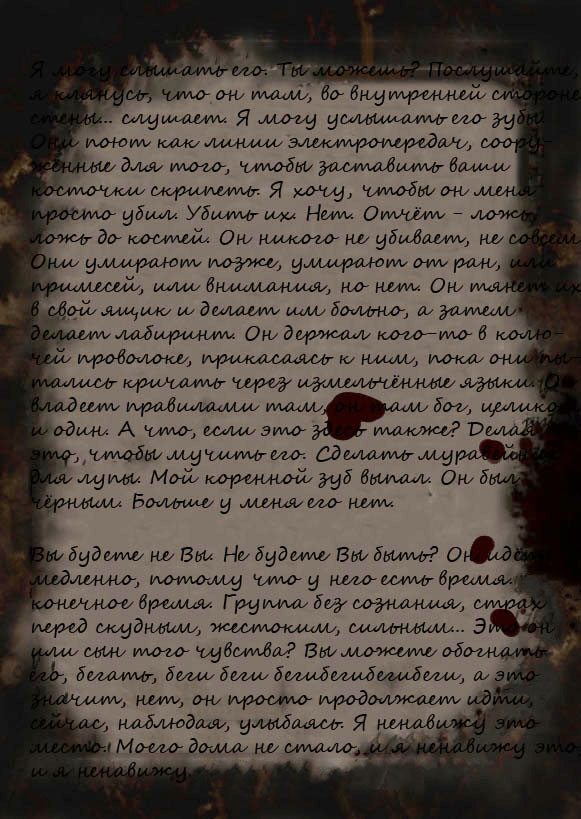 Я могу слышать его. Ты можешь? Послушайте,
я клянусь, что он там, во внутренней стороне
стены... слушает. Я могу услышать его зубы.
Они поют как линии электропередач, соору-
жённые для того, чтобы заставить ваши
косточки скрипеть. Я хочу, чтобы он меня
просто убил. Убить их. Нет. Отчёт - ложь,
ложь до костей. Он никого не убивает, не совсем.
Они умирают позже, умирают от ран, или
примесей, или внимания, но нет. Он тянет их
в свой ящик и делает им больно, а затем
делает лабиринт. Он держал кого-то в колю-
чей проволоке, прикасаясь к ним, пока они пы-
тались кричать через измельчённые языки. О
владеет правилами там, он там бог, целико
и один. А что, если это здесь также? Делая
это, чтобы мучить его. Сделать муравейник
для лупы. Мой коренной зуб выпал. Он был
чёрным. Больше у меня его нет.

Вы будете не Вы. Не будете Вы быть? Он идёт
медленно, потому что у него есть время.
конечное время. Группа без сознания, страх
перед скудным, жестоким, сильным... Это он
или сын того чувства? Вы можете обогнать
его, бегать, беги беги бегибегибегибеги, а это
значит, нет, он просто продолжает идти,
сейчас, наблюдая, улыбаясь. Я ненавижу это
место. Моего дома не стало, и я ненавижу это
и я ненавижу.